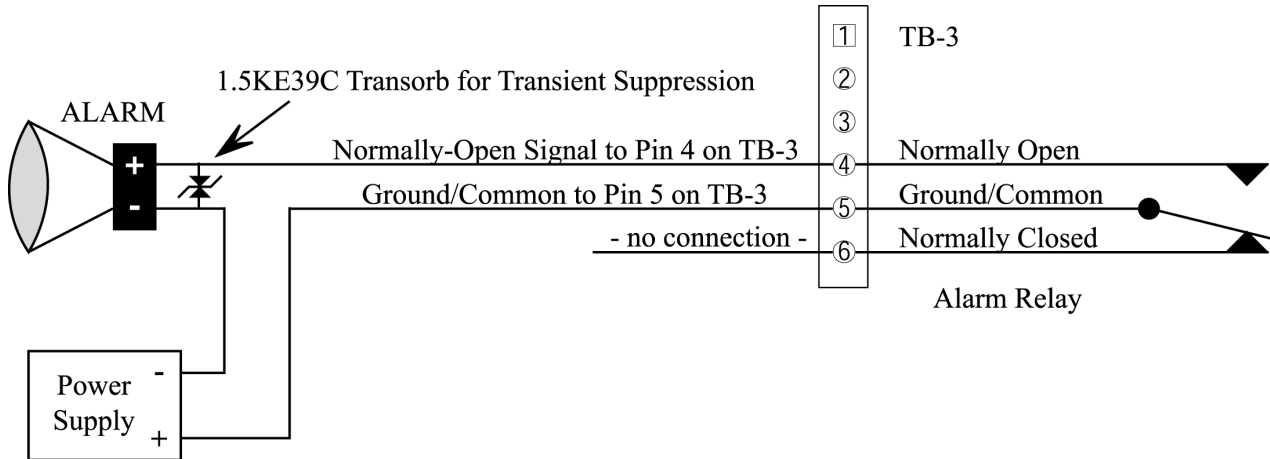 1 TB-3
2
1.5KE39C Transorb for Transient Suppression
ALARM
3
+
Normally-Open Signal to Pin 4 on TB-3 4 Normally Open
-
Ground/Common to Pin 5 on TB-3 5 Ground/Common
- no connection - 6 Normally Closed
Alarm Relay
Power
Supply
-
+